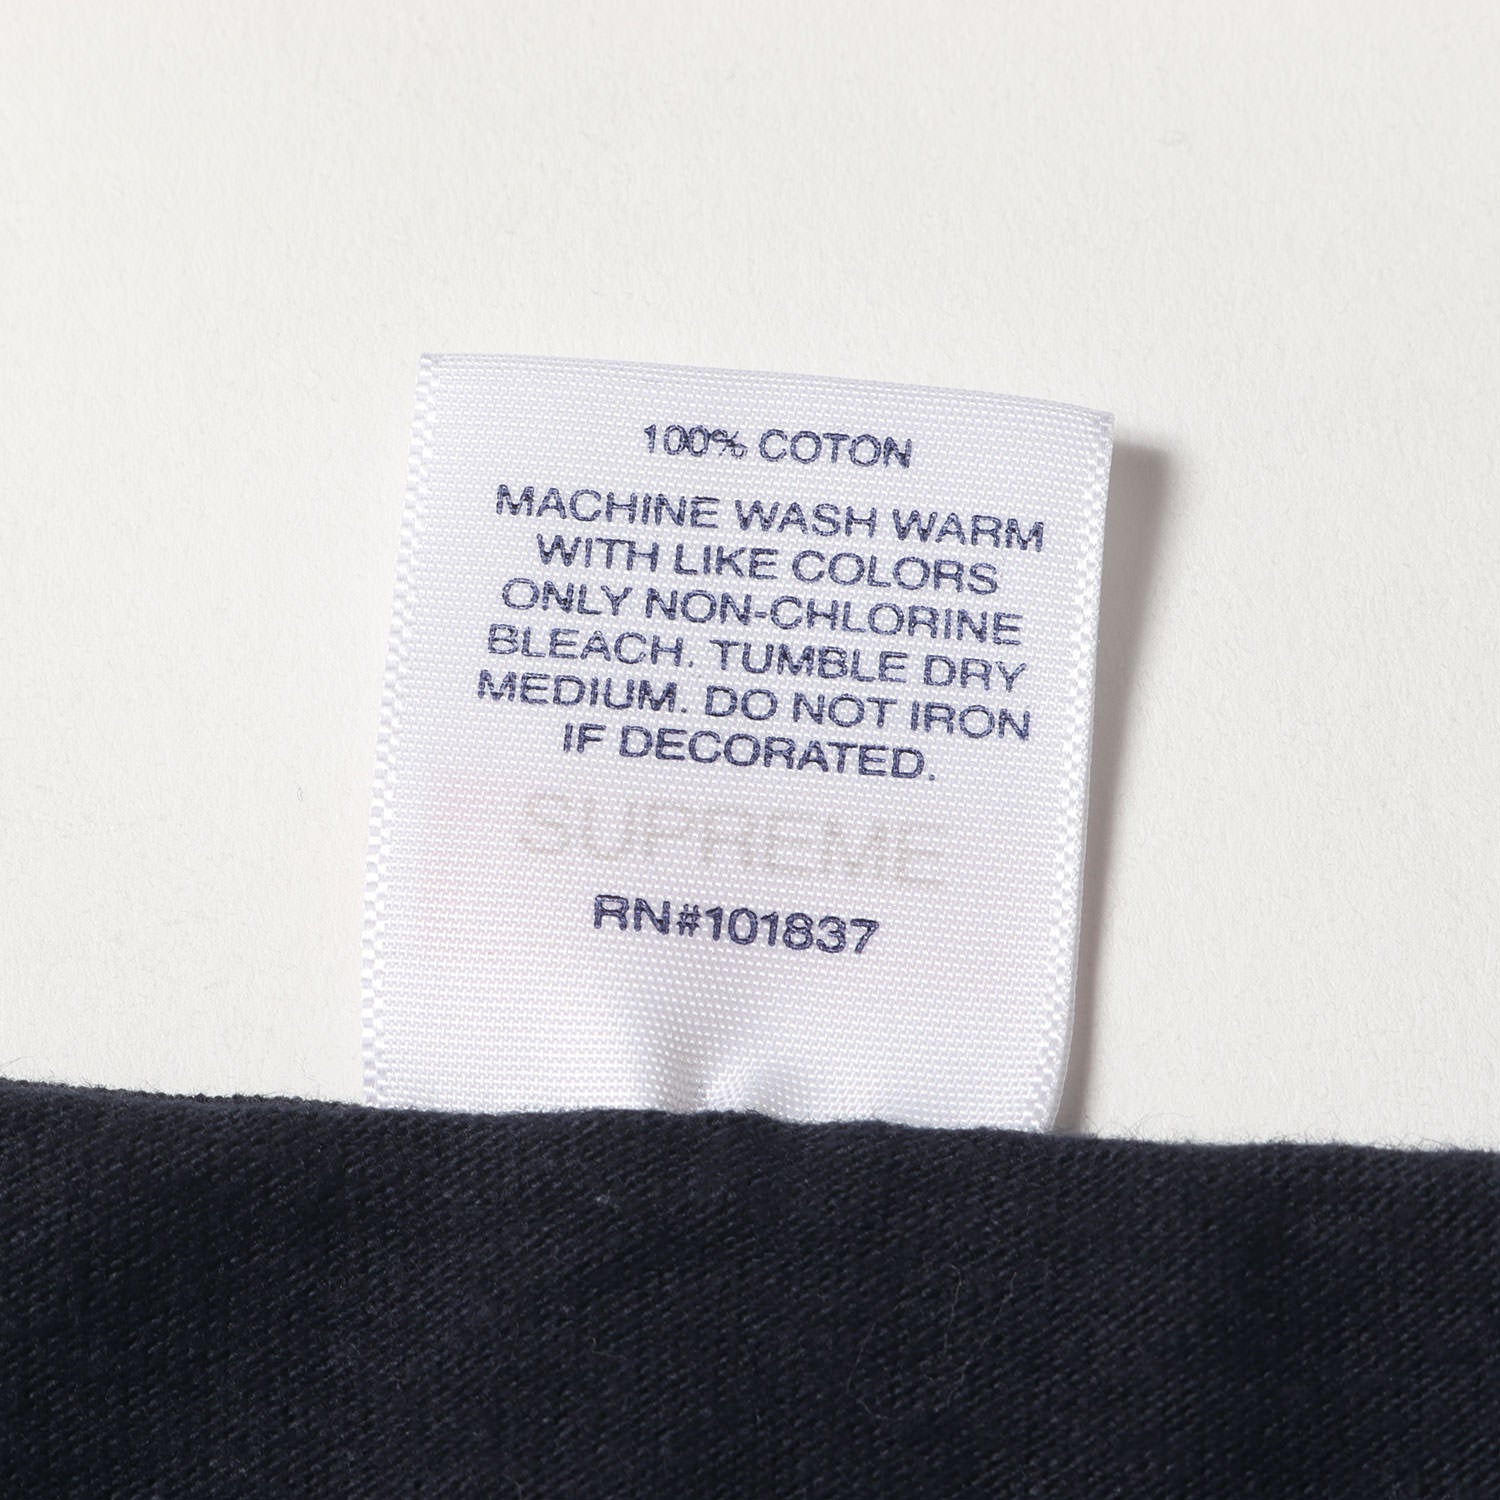 100% COTON
MACHINE WASH WARM
WITH LIKE COLORS
ONLY NON-CHLORINE
BLEACH. TUMBLE DRY
MEDIUM. DO NOT IRON
IF DECORATED.
SUPREME
RN#101837